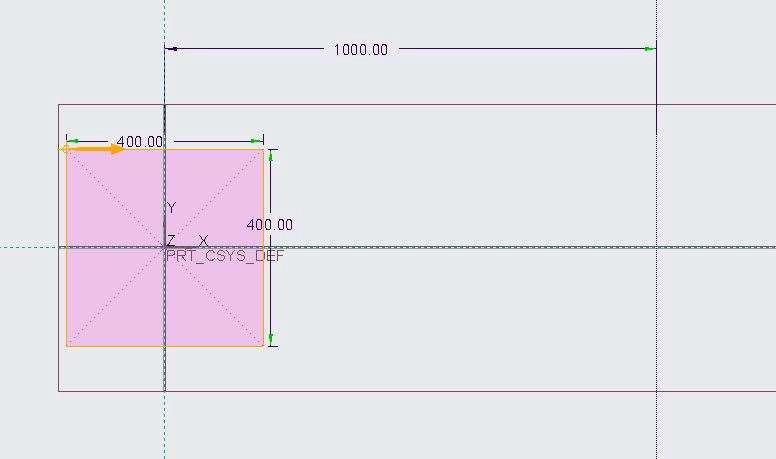 1000.00
400.00
Y
400.00
Z X
PRT_CSYS_DEF